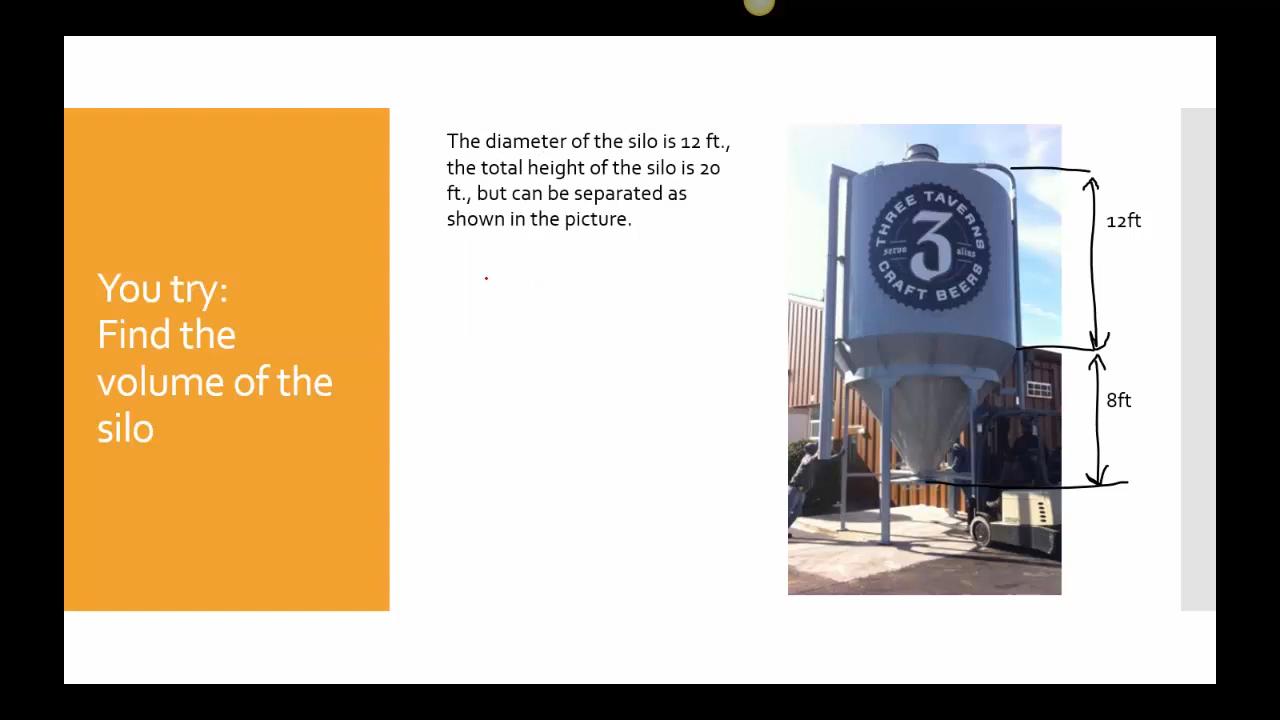 You try:
Find the
volume of the
silo
The diameter of the silo is 12 ft.,
the total height of the silo is 20
ft., but can be separated as
shown in the picture.
THREE TAVERNS
3
servo alius
CRAFT BEERS
12ft
8ft